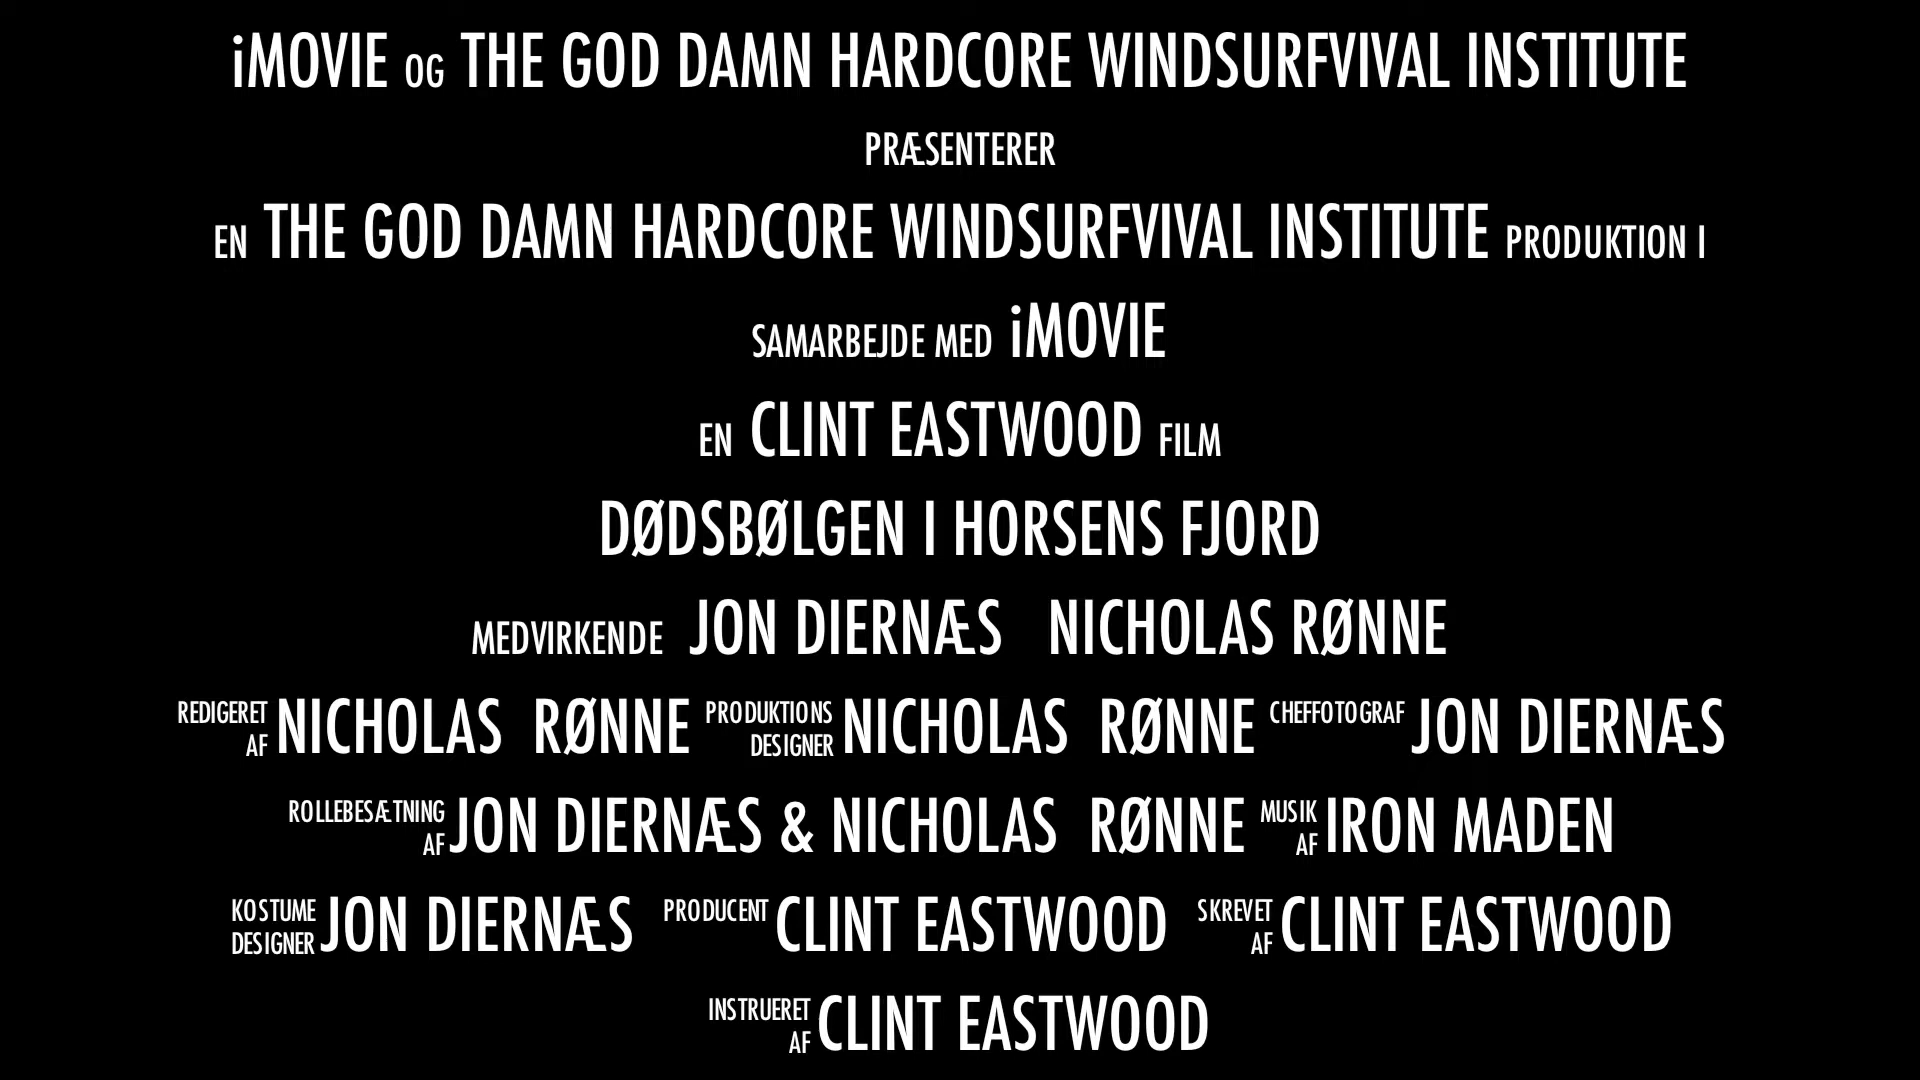 iMOVIE OG THE GOD DAMN HARDCORE WINDSURFVIVAL INSTITUTE
PRÆSENTERER
EN THE GOD DAMN HARDCORE WINDSURFVIVAL INSTITUTE PRODUKTION I
SAMARBEJDE MED iMOVIE
EN CLINT EASTWOOD FILM
DØDSBØLGEN I HORSENS FJORD
MEDVIRKENDE JON DIERNÆS NICHOLAS RØNNE
REDIGERET AF NICHOLAS RØNNE PRODUKTIONS DESIGNER NICHOLAS RØNNE CHEFFOTOGRAF JON DIERNÆS
ROLLEBESÆTNING AF JON DIERNÆS & NICHOLAS RØNNE MUSIK AF IRON MADEN
KOSTUME DESIGNER JON DIERNÆS PRODUCENT CLINT EASTWOOD SKREVET AF CLINT EASTWOOD
INSTRUERET AF CLINT EASTWOOD